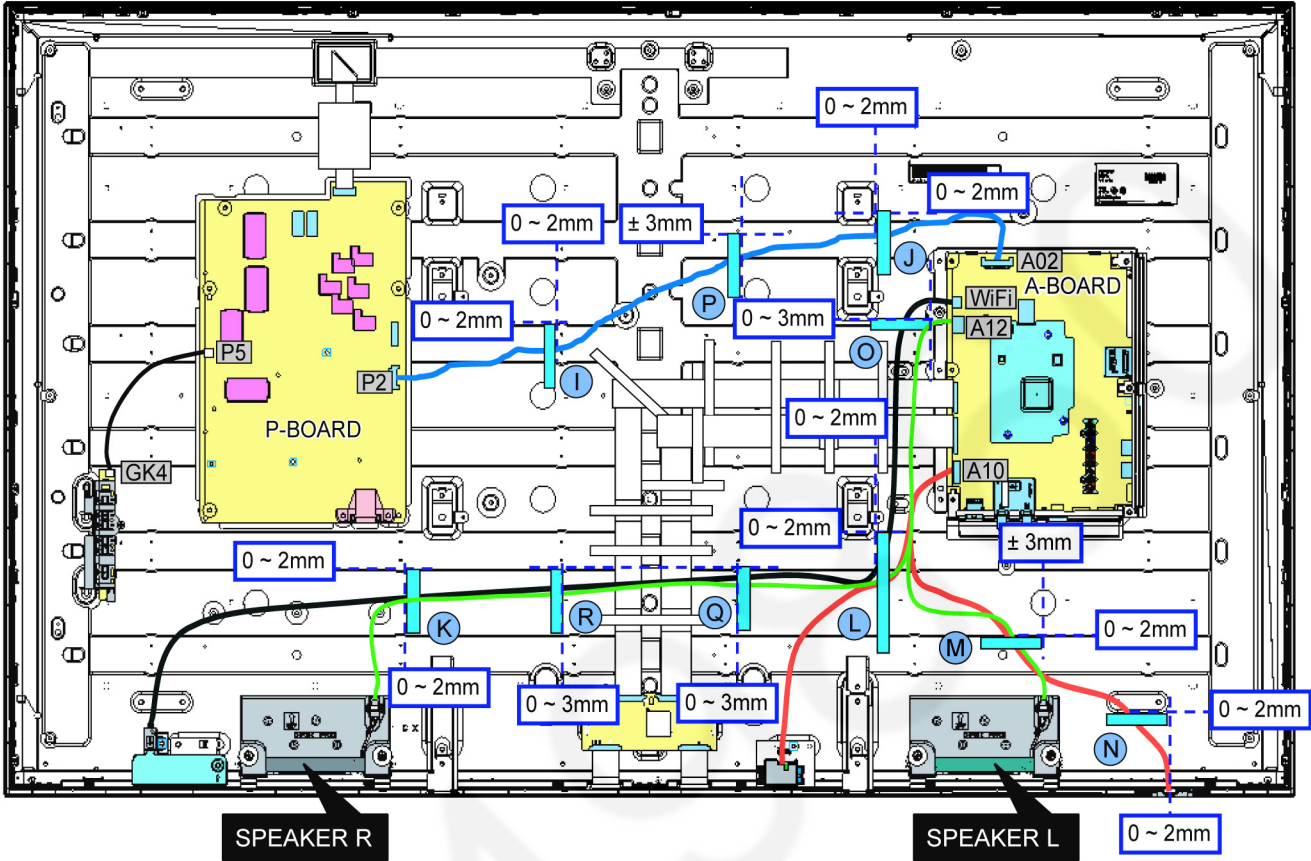 0 ~ 2mm
0 ~ 2mm
0 ~ 2mm
± 3mm
J
A02
A-BOARD
WiFi
P
0 ~ 2mm
0 ~ 3mm
A12
O
P5
P2
I
0 ~ 2mm
P-BOARD
GK4
A10
0 ~ 2mm
± 3mm
0 ~ 2mm
K
R
Q
L
M
0 ~ 2mm
0 ~ 2mm
0 ~ 3mm
0 ~ 3mm
0 ~ 2mm
N
SPEAKER R
SPEAKER L
0 ~ 2mm